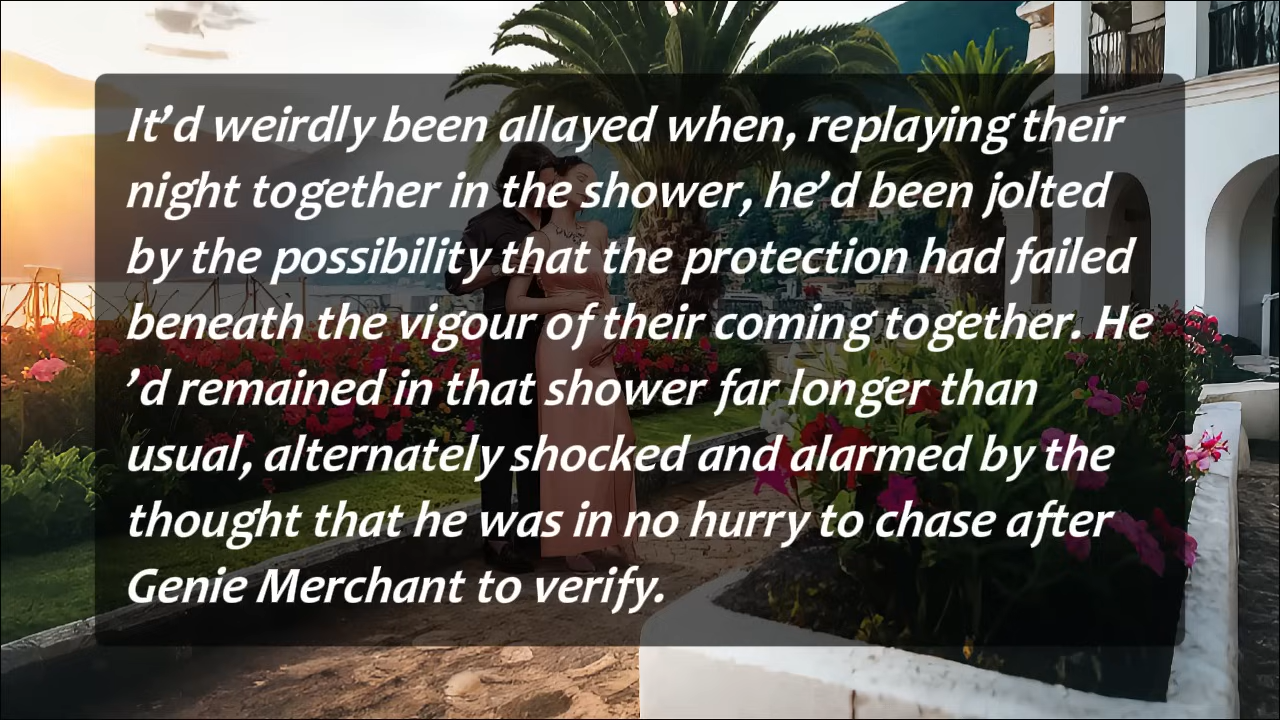 It’d weirdly been allayed when, replaying their
night together in the shower, he’d been jolted
by the possibility that the protection had failed
beneath the vigour of their coming together. He
’d remained in that shower far longer than
usual, alternately shocked and alarmed by the
thought that he was in no hurry to chase after
Genie Merchant to verify.